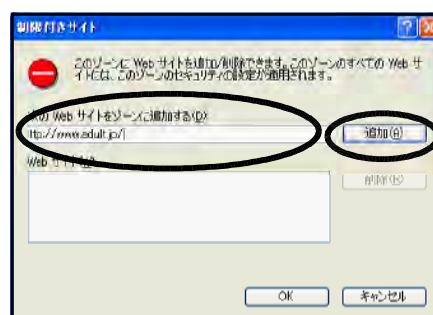 制限付きサイト
このゾーンに Web サイトを追加/削除できます。このゾーンのすべての Web サ
イトには、このゾーンのセキュリティの設定が適用されます。
次の Web サイトをゾーンに追加する(D):
ttp://www.adult.jp/
追加(A)
Web サイト(W):
削除(R)
OK
キャンセル